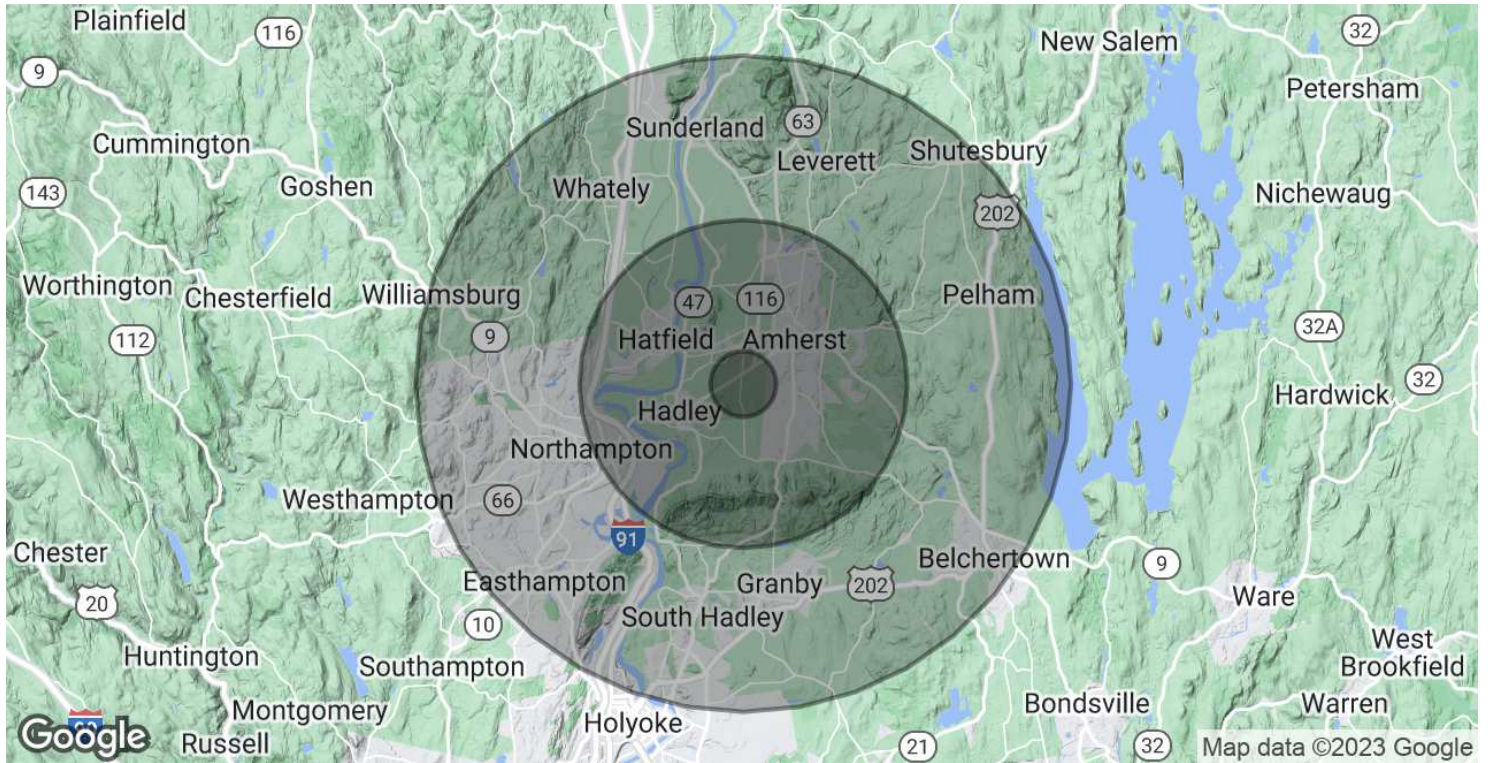 Plainfield
116
New Salem
32
9
Petersham
Sunderland
63
Cummington
Leverett
Shutesbury
Goshen
Whately
143
Nichewaug
202
Worthington
Chesterfield
Williamsburg
47
116
Pelham
112
9
Hatfield
Amherst
32A
32
Hardwick
Hadley
Northampton
Westhampton
66
91
Chester
Belchertown
9
Easthampton
Granby
202
20
South Hadley
Ware
10
Huntington
Southampton
West
Brookfield
Montgomery
Holyoke
Bondsville
Warren
Google
Russell
21
32
Map data ©2023 Google